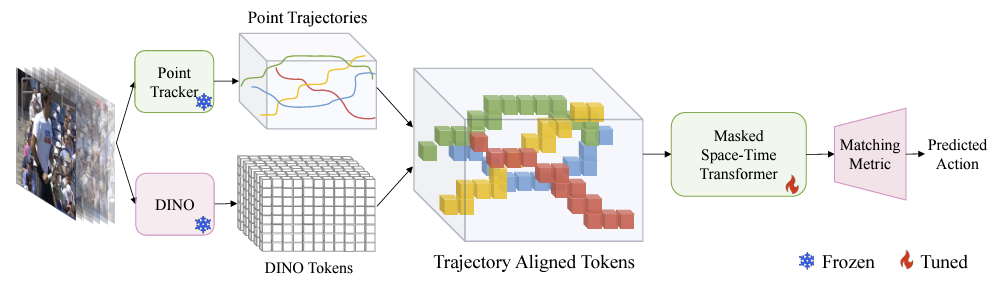 Point Trajectories
Point
Tracker
DINO
DINO Tokens
Trajectory Aligned Tokens
Masked
Space-Time
Transformer
Matching
Metric
Predicted
Action
Frozen
Tuned